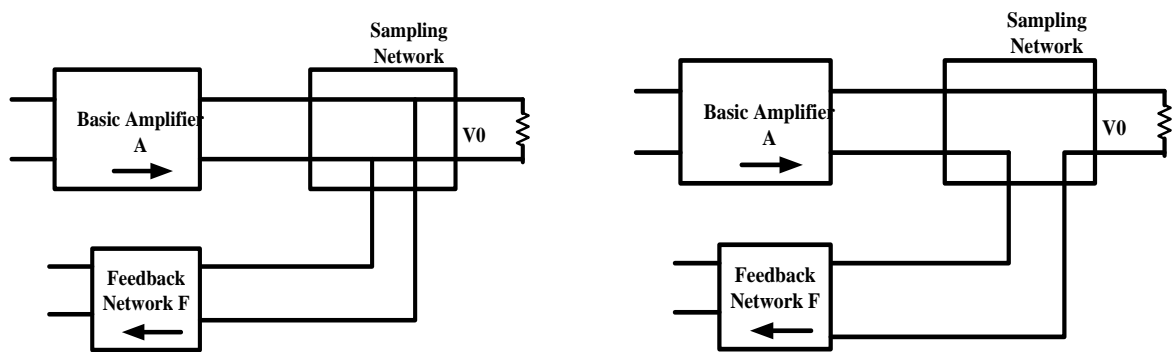 Sampling
Network
Basic Amplifier
A
V0
Feedback
Network F
Sampling
Network
Basic Amplifier
A
V0
Feedback
Network F